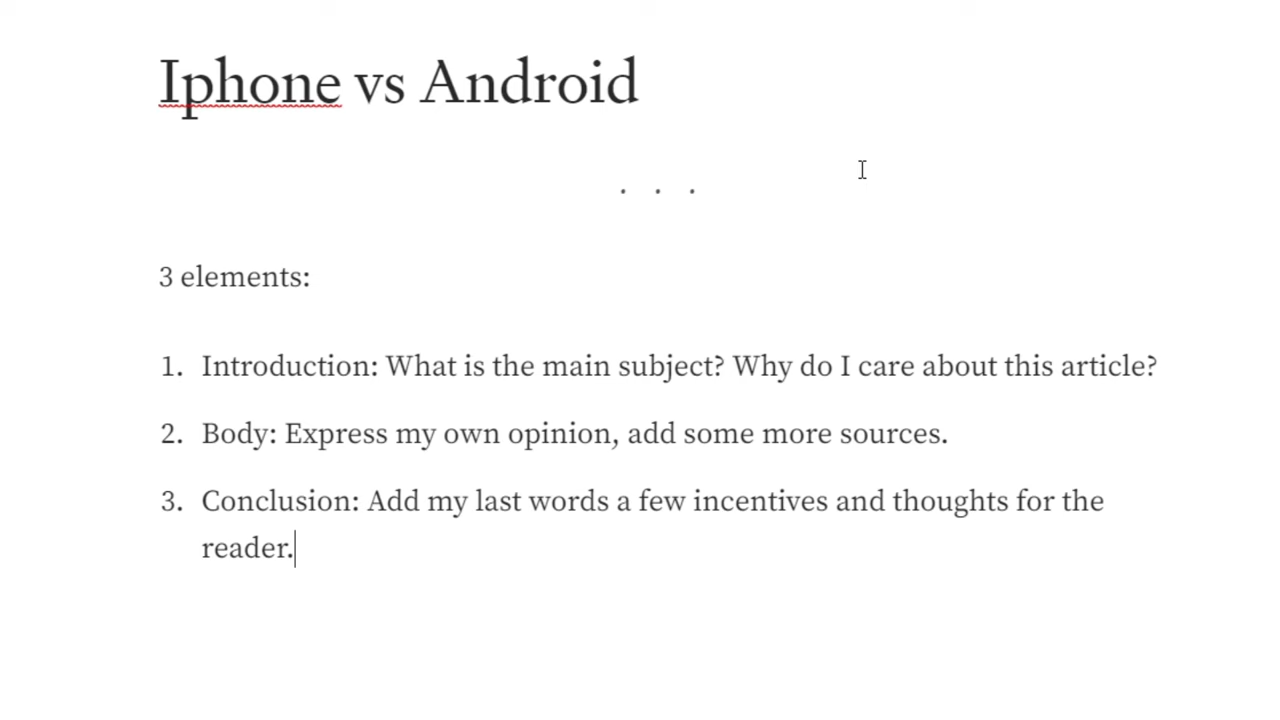 Iphone vs Android
. . .
3 elements:
1. Introduction: What is the main subject? Why do I care about this article?
2. Body: Express my own opinion, add some more sources.
3. Conclusion: Add my last words a few incentives and thoughts for the
reader.